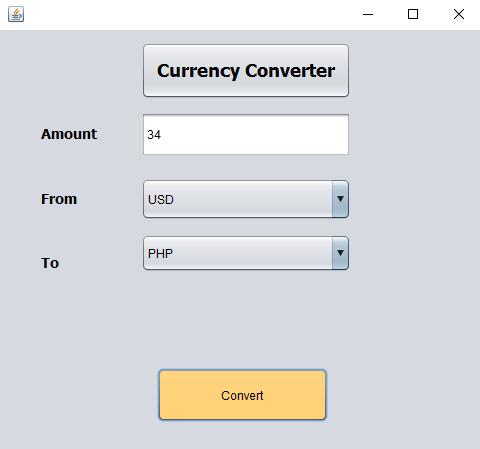 Currency Converter
Amount
34
From
USD
To
PHP
Convert